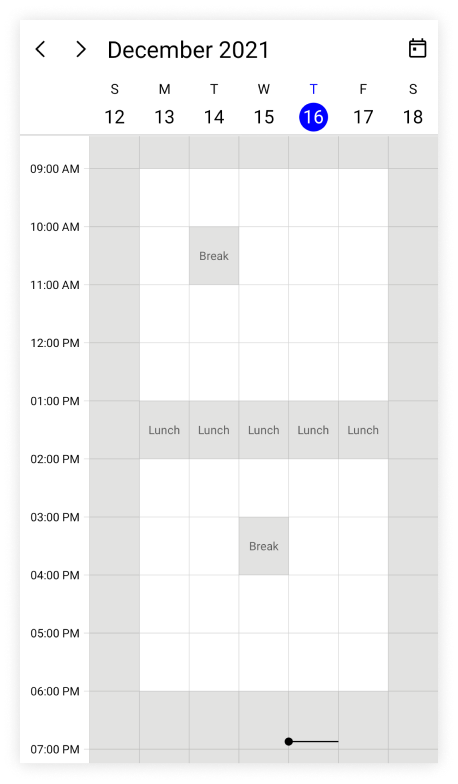 December 2021
S M T W T F S
12 13 14 15 16 17 18
09:00 AM
10:00 AM
Break
11:00 AM
12:00 PM
01:00 PM
Lunch Lunch Lunch Lunch Lunch
02:00 PM
03:00 PM
Break
04:00 PM
05:00 PM
06:00 PM
07:00 PM